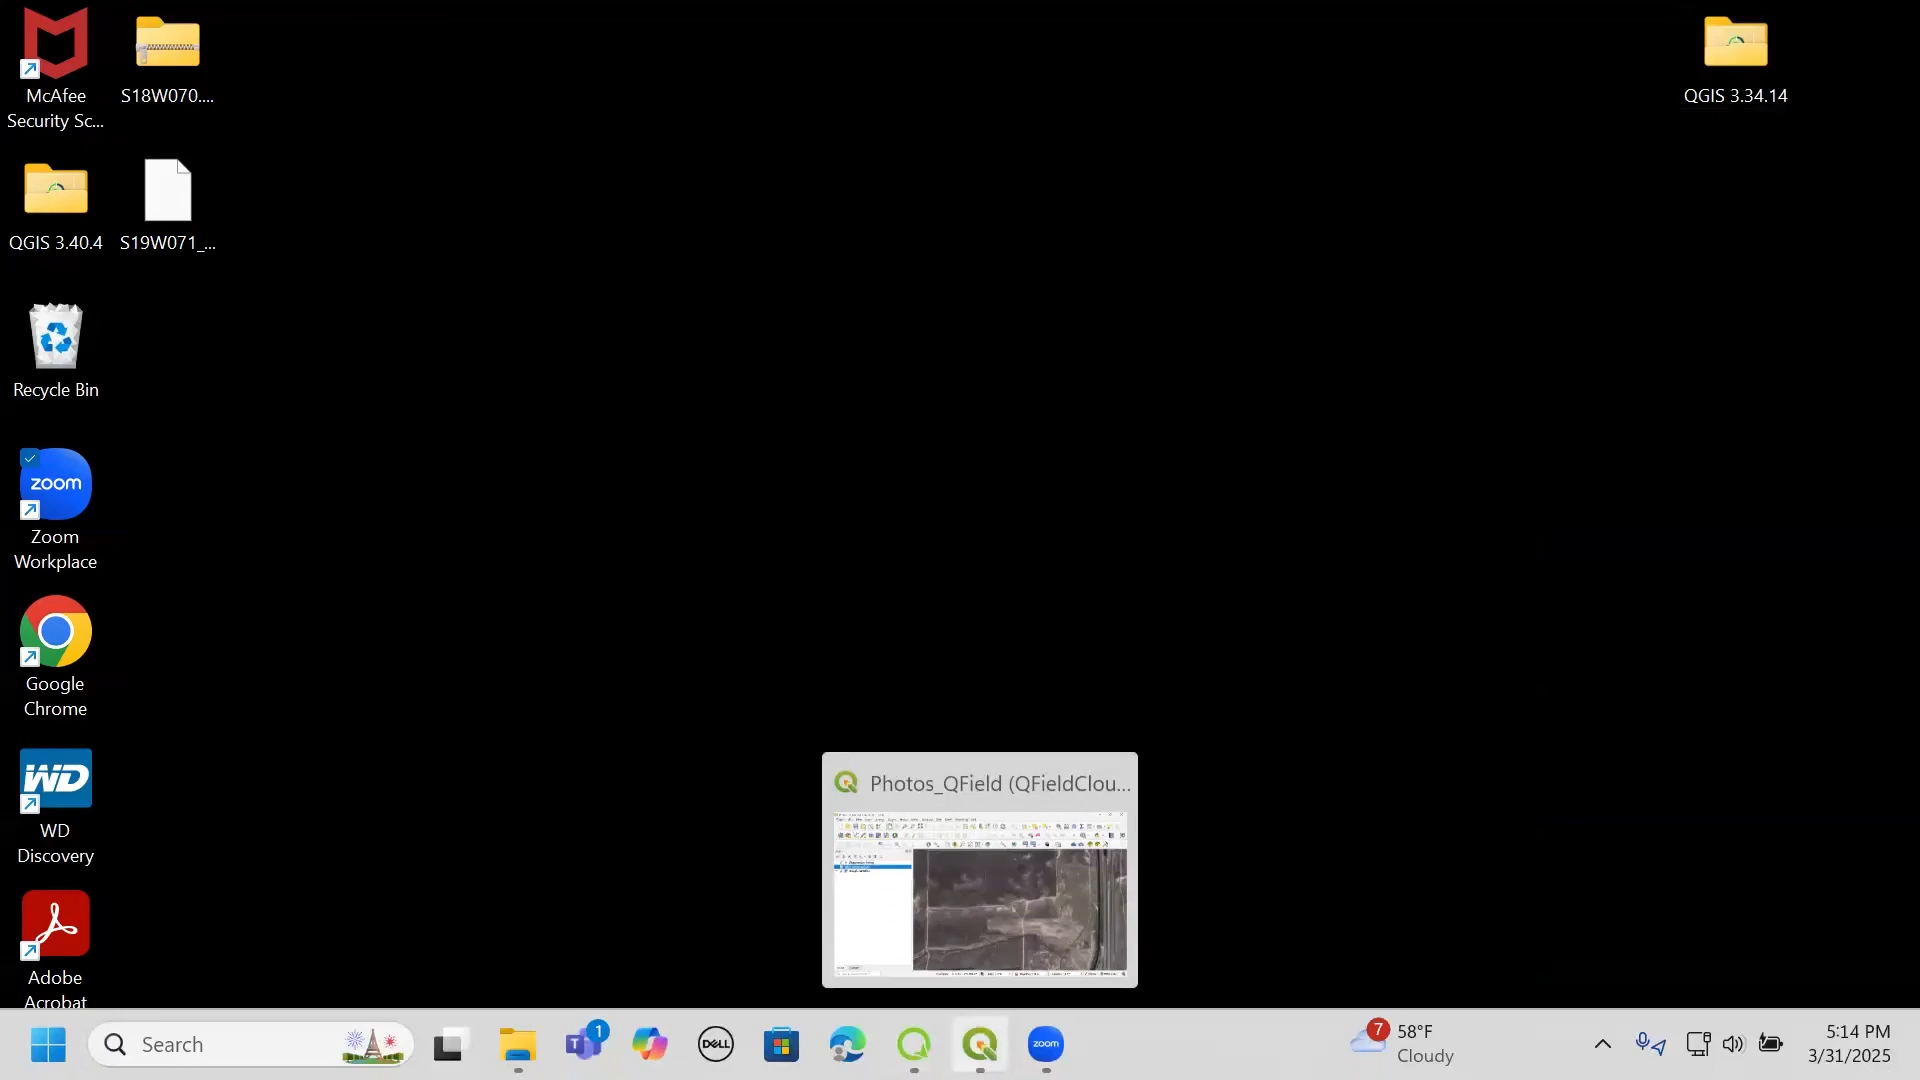 McAfee
Security Sc...
S18W070....
QGIS 3.34.14
QGIS 3.40.4
S19W071_...
Recycle Bin
zoom
Zoom
Workplace
Google
Chrome
WD
WD
Discovery
Adobe
Acrobat
Photos_QField (QFieldClou...
Search
1
DELL
zoom
7
58°F
Cloudy
5:14 PM
3/31/2025